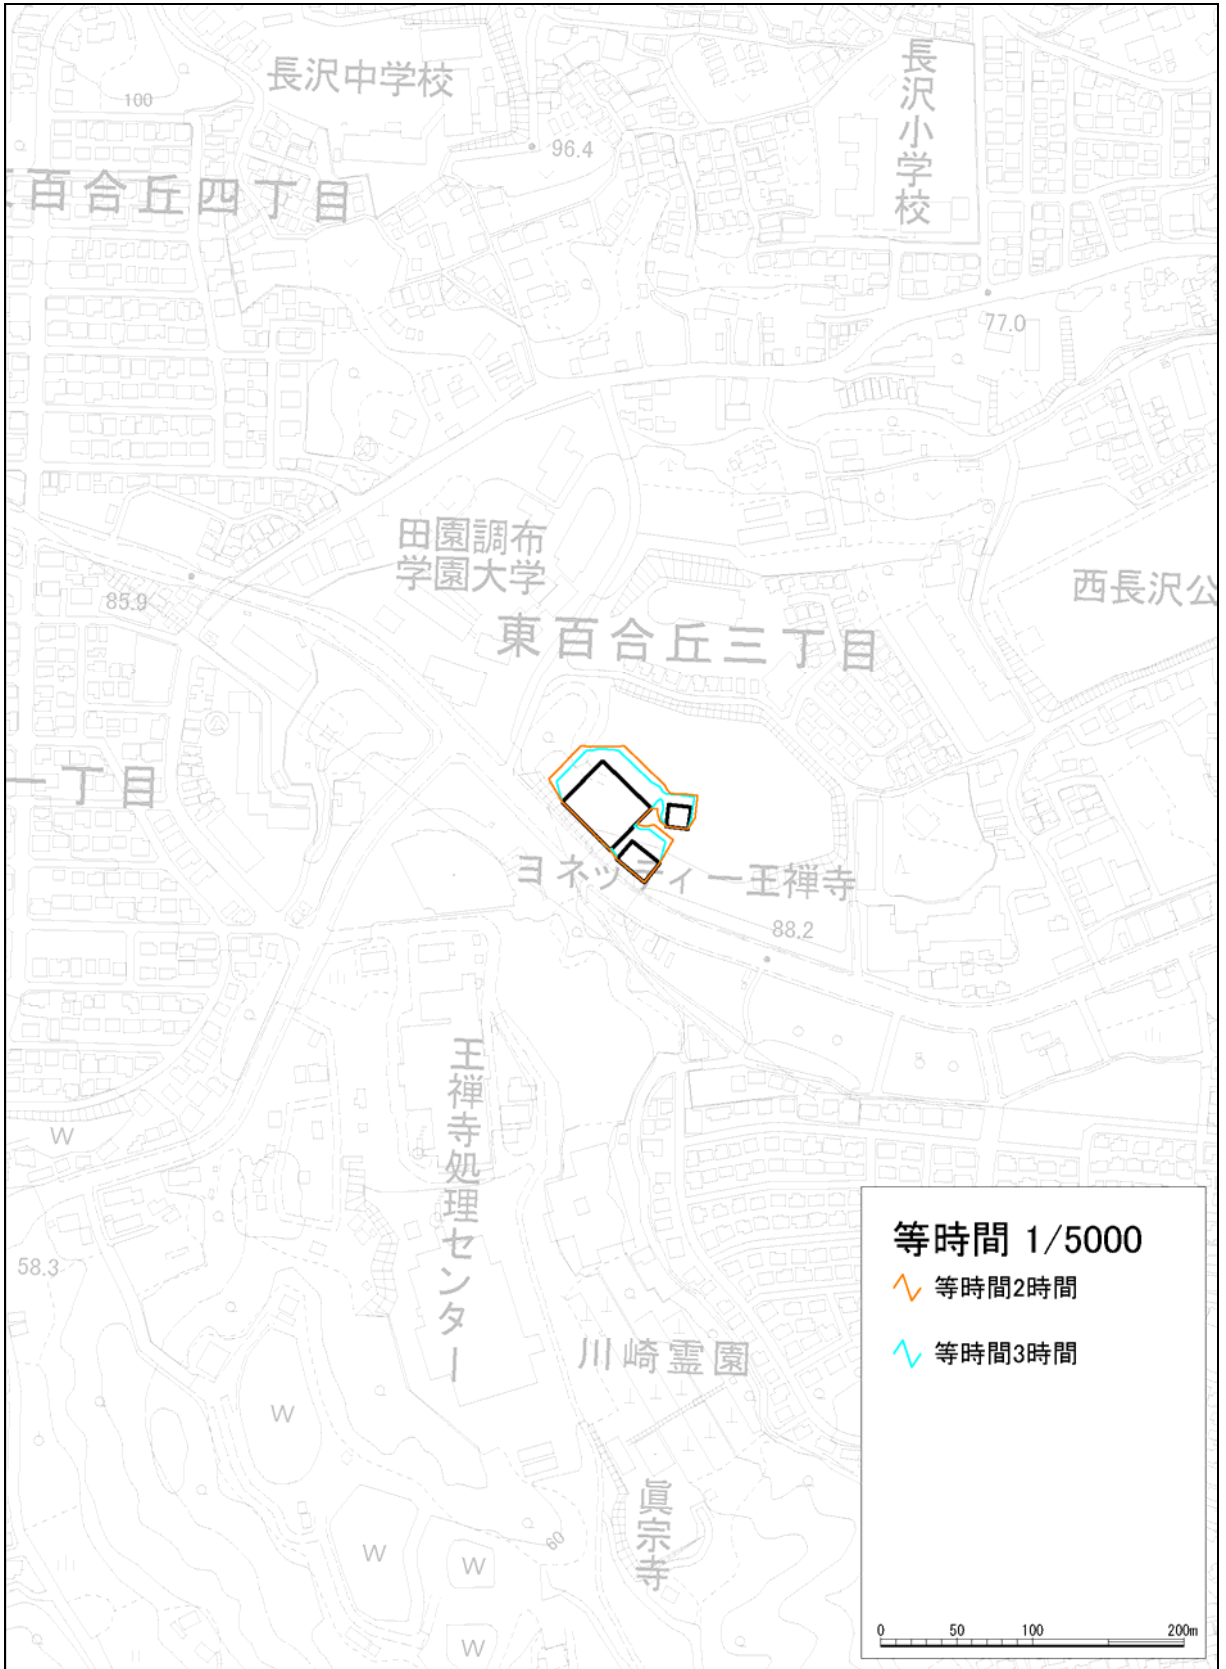 長沢中学校
長沢小学校
100
96.4
百合丘四丁目
77.0
田園調布
学園大学
85.9
西長沢公
東百合丘三丁目
一丁目
ヨネッティー王禅寺
88.2
王禅寺処理センター
W
58.3
川崎霊園
W
眞宗寺
60
W
W
W
等時間 1/5000
等時間2時間
等時間3時間
0 50 100 200m